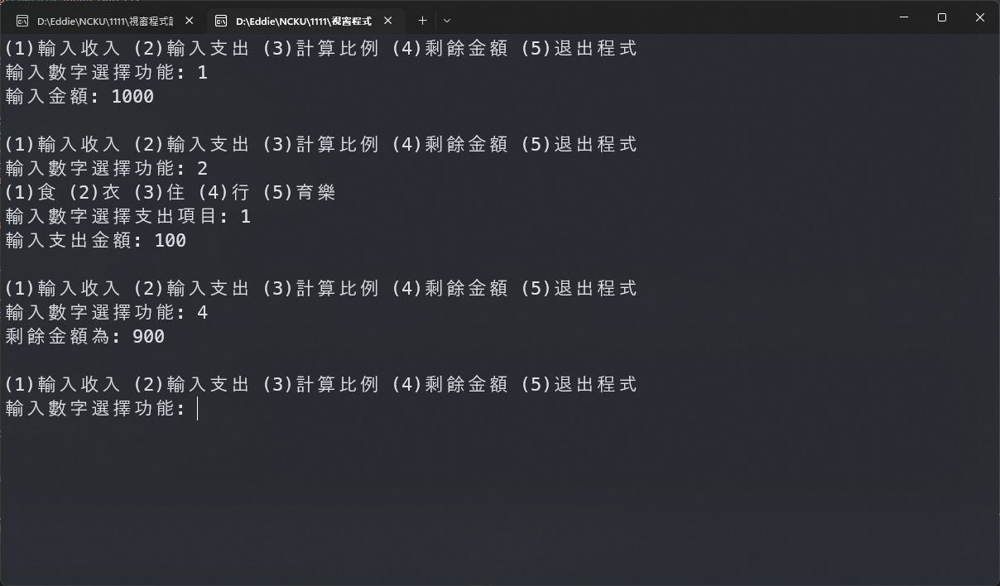 D:\Eddie\NCKU\1111\視窗程式
D:\Eddie\NCKU\1111\視窗程式
(1)輸入收入 (2)輸入支出 (3)計算比例 (4)剩餘金額 (5)退出程式
輸入數字選擇功能: 1
輸入金額: 1000
(1)輸入收入 (2)輸入支出 (3)計算比例 (4)剩餘金額 (5)退出程式
輸入數字選擇功能: 2
(1)食 (2)衣 (3)住 (4)行 (5)育樂
輸入數字選擇支出項目: 1
輸入支出金額: 100
(1)輸入收入 (2)輸入支出 (3)計算比例 (4)剩餘金額 (5)退出程式
輸入數字選擇功能: 4
剩餘金額為: 900
(1)輸入收入 (2)輸入支出 (3)計算比例 (4)剩餘金額 (5)退出程式
輸入數字選擇功能: